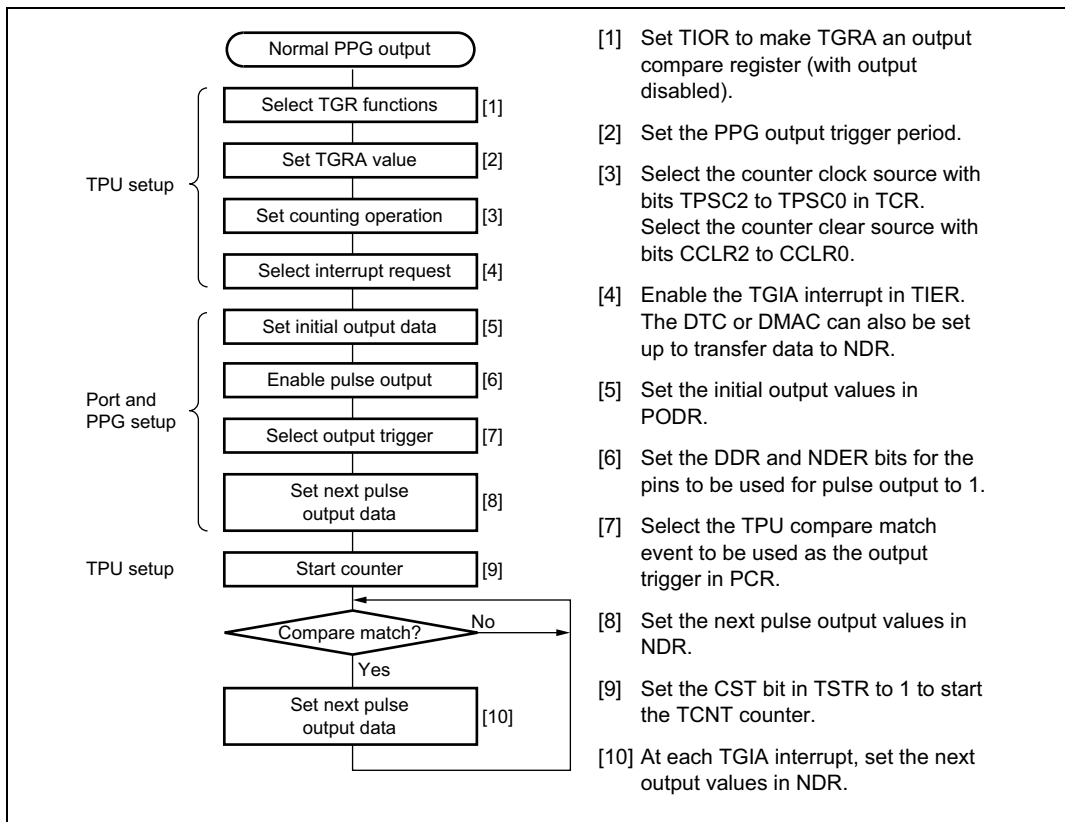 Normal PPG output
Select TGR functions [1]
Set TGRA value [2]
TPU setup
Set counting operation [3]
Select interrupt request [4]
Set initial output data [5]
Enable pulse output [6]
Port and
PPG setup
Select output trigger [7]
Set next pulse
output data [8]
TPU setup
Start counter [9]
Compare match?
No
Yes
Set next pulse
output data [10]
[1] Set TIOR to make TGRA an output
compare register (with output
disabled).
[2] Set the PPG output trigger period.
[3] Select the counter clock source with
bits TPSC2 to TPSC0 in TCR.
Select the counter clear source with
bits CCLR2 to CCLR0.
[4] Enable the TGIA interrupt in TIER.
The DTC or DMAC can also be set
up to transfer data to NDR.
[5] Set the initial output values in
PODR.
[6] Set the DDR and NDER bits for the
pins to be used for pulse output to 1.
[7] Select the TPU compare match
event to be used as the output
trigger in PCR.
[8] Set the next pulse output values in
NDR.
[9] Set the CST bit in TSTR to 1 to start
the TCNT counter.
[10] At each TGIA interrupt, set the next
output values in NDR.